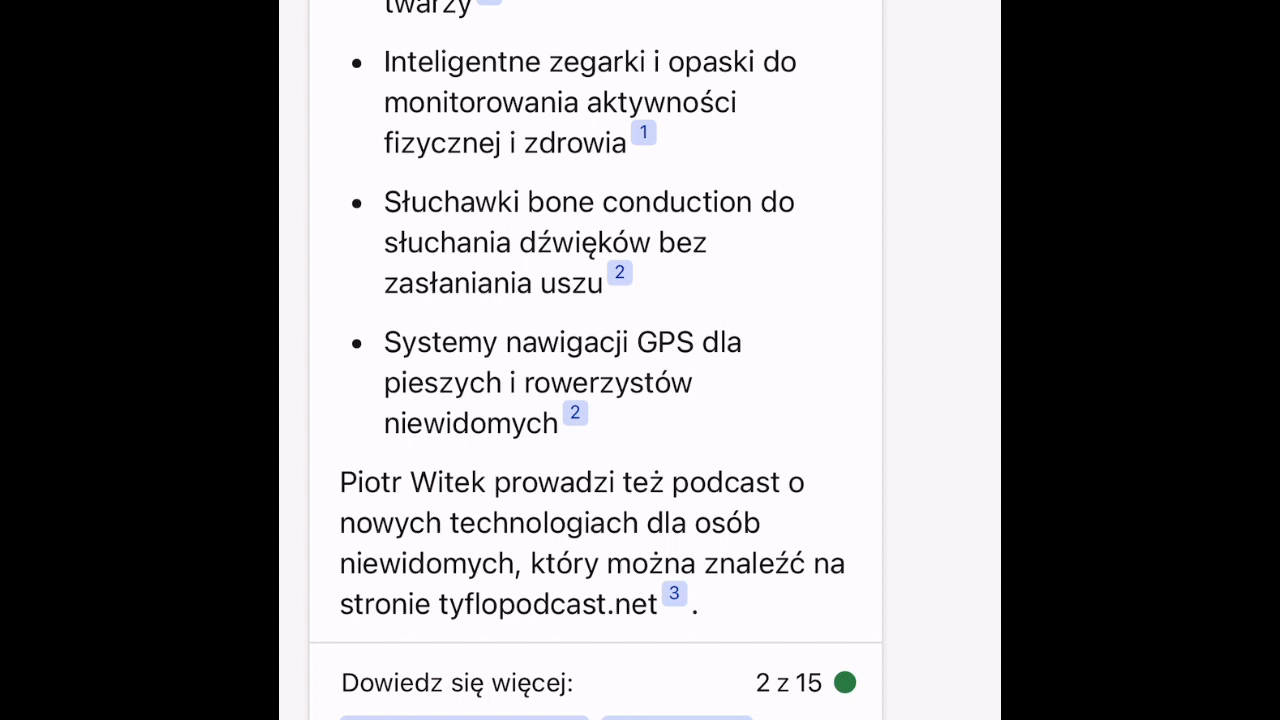 twarzy
Inteligentne zegarki i opaski do
monitorowania aktywności
fizycznej i zdrowia 1
Słuchawki bone conduction do
słuchania dźwięków bez
zasłaniania uszu 2
Systemy nawigacji GPS dla
pieszych i rowerzystów
niewidomych 2
Piotr Witek prowadzi też podcast o
nowych technologiach dla osób
niewidomych, który można znaleźć na
stronie tyflopodcast.net 3 .
Dowiedz się więcej: 2 z 15